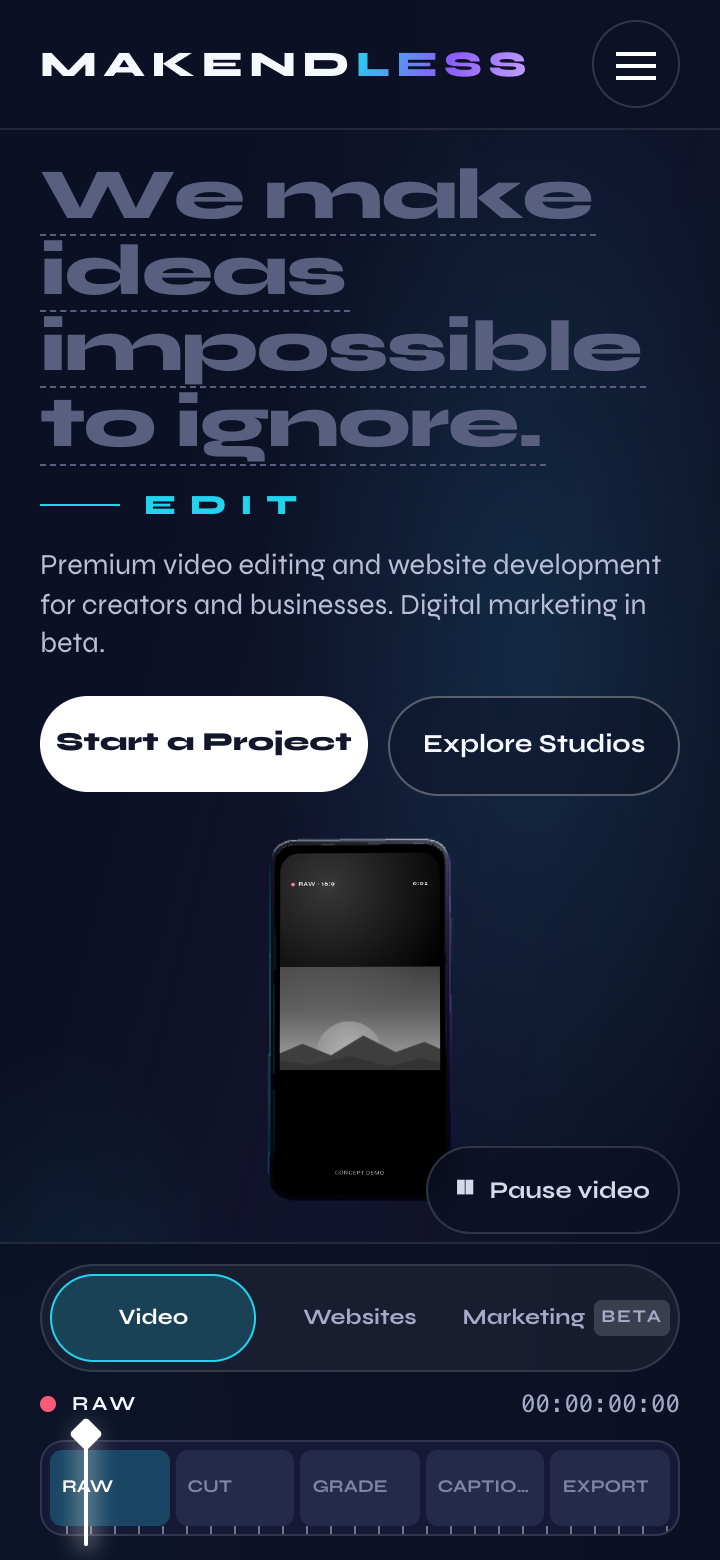 MAKENDLESS
We make
ideas
impossible
to ignore.
EDIT
Premium video editing and website development
for creators and businesses. Digital marketing in
beta.
Start a Project
Explore Studios
RAW · 16:9
0:01
CONCEPT DEMO
Pause video
Video
Websites
Marketing BETA
RAW
00:00:00:00
RAW
CUT
GRADE
CAPTIO...
EXPORT